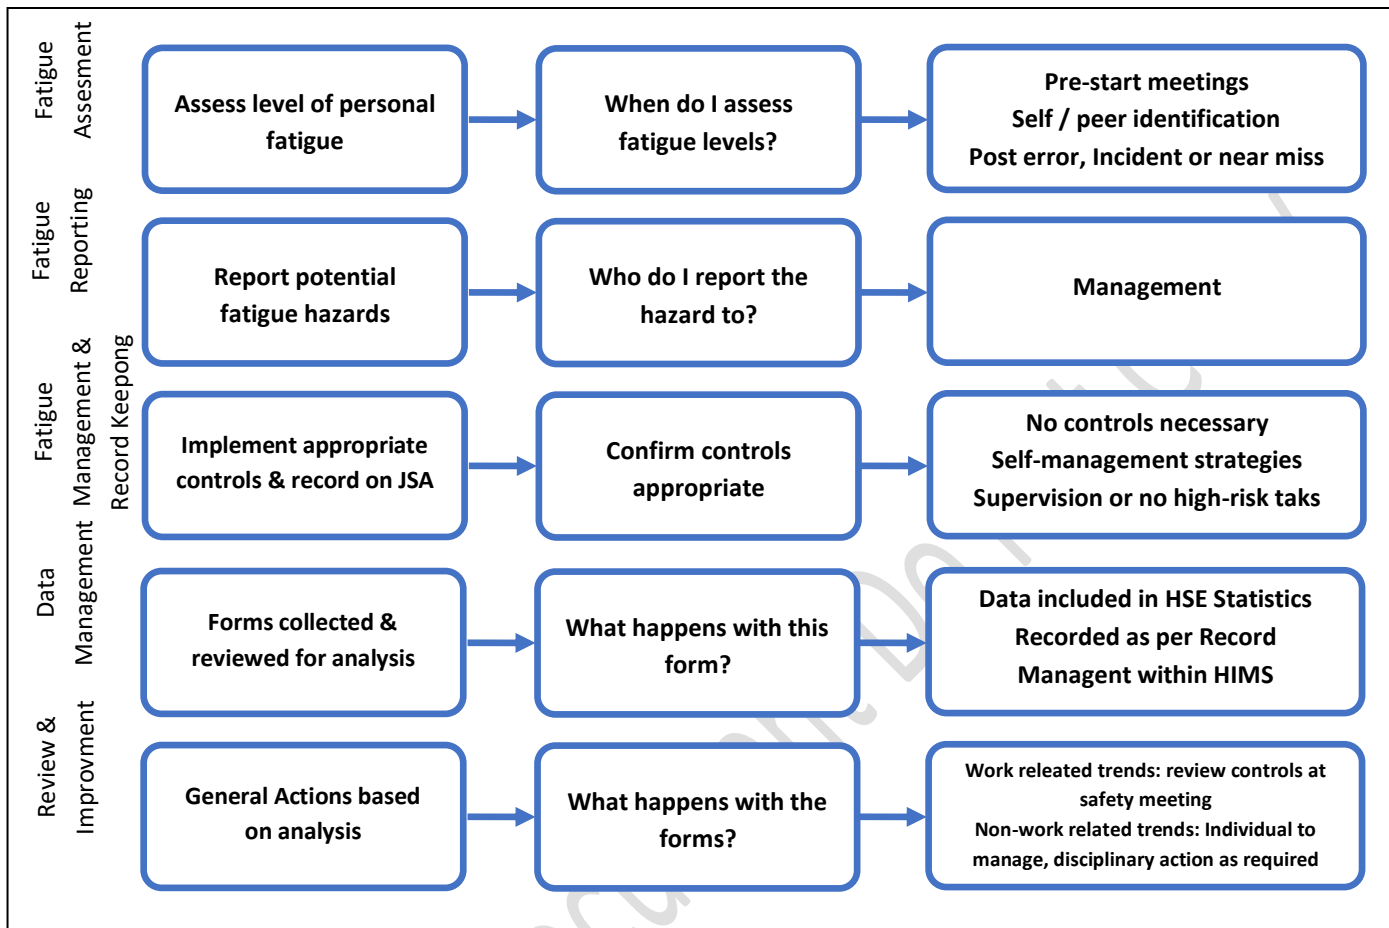 Fatigue
Assesment
Assess level of personal
fatigue
When do I assess
fatigue levels?
Pre-start meetings
Self / peer identification
Post error, Incident or near miss
Fatigue
Reporting
Report potential
fatigue hazards
Who do I report the
hazard to?
Management
Fatigue
Management &
Record Keepong
Implement appropriate
controls & record on JSA
Confirm controls
appropriate
No controls necessary
Self-management strategies
Supervision or no high-risk taks
Data
Management
Forms collected &
reviewed for analysis
What happens with this
form?
Data included in HSE Statistics
Recorded as per Record
Managent within HIMS
Review &
Improvment
General Actions based
on analysis
What happens with the
forms?
Work releated trends: review controls at
safety meeting
Non-work related trends: Individual to
manage, disciplinary action as required